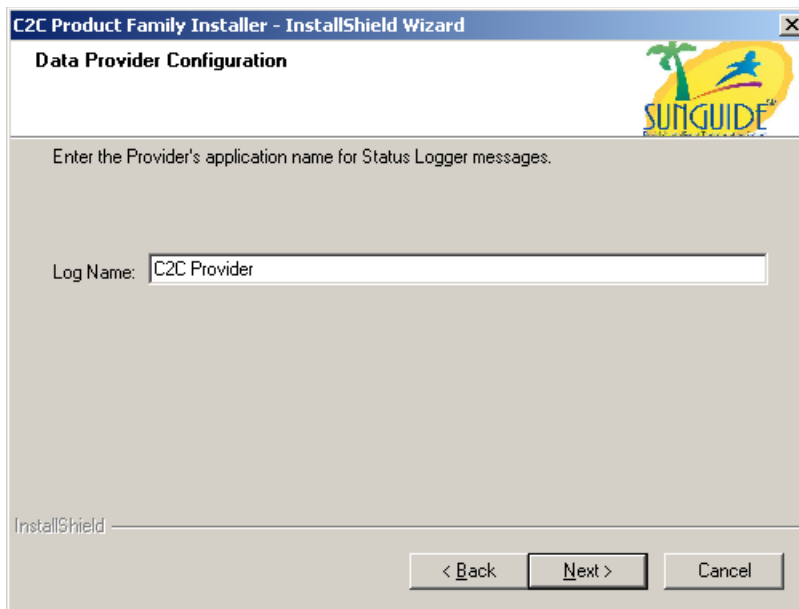 C2C Product Family Installer - InstallShield Wizard
Data Provider Configuration
SUNGUIDE
SM
Enter the Provider's application name for Status Logger messages.
Log Name: C2C Provider
InstallShield
< Back Next > Cancel